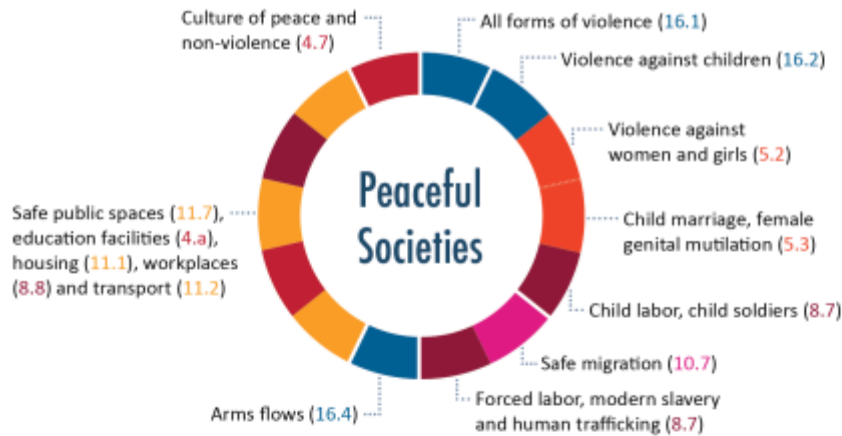 Culture of peace and
non-violence (4.7)
All forms of violence (16.1)
Violence against children (16.2)
Violence against
women and girls (5.2)
Peaceful
Societies
Safe public spaces (11.7),
education facilities (4.a),
housing (11.1), workplaces
(8.8) and transport (11.2)
Child marriage, female
genital mutilation (5.3)
Child labor, child soldiers (8.7)
Safe migration (10.7)
Forced labor, modern slavery
and human trafficking (8.7)
Arms flows (16.4)